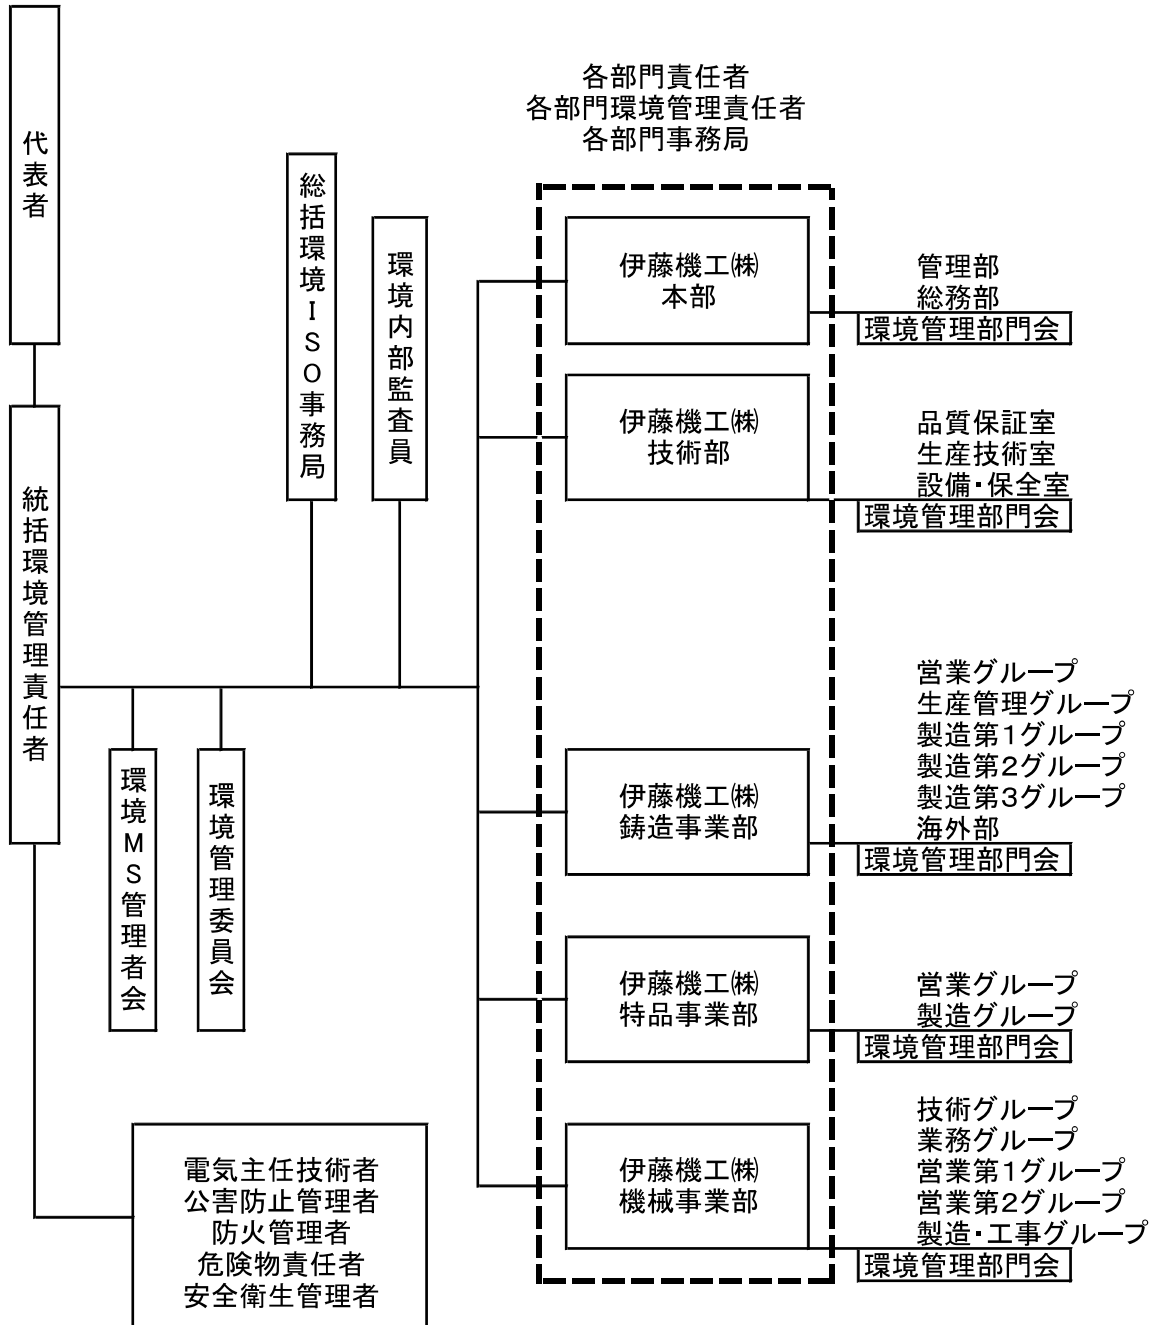 代表者
統括環境管理責任者
総括環境ISO事務局
環境内部監査員
環境MS管理者会
環境管理委員会
電気主任技術者
公害防止管理者
防火管理者
危険物責任者
安全衛生管理者
各部門責任者
各部門環境管理責任者
各部門事務局
伊藤機工㈱
本部
管理部
総務部
環境管理部門会
伊藤機工㈱
技術部
品質保証室
生産技術室
設備・保全室
環境管理部門会
伊藤機工㈱
鋳造事業部
営業グループ
生産管理グループ
製造第1グループ
製造第2グループ
製造第3グループ
海外部
環境管理部門会
伊藤機工㈱
特品事業部
営業グループ
製造グループ
環境管理部門会
伊藤機工㈱
機械事業部
技術グループ
業務グループ
営業第1グループ
営業第2グループ
製造・工事グループ
環境管理部門会